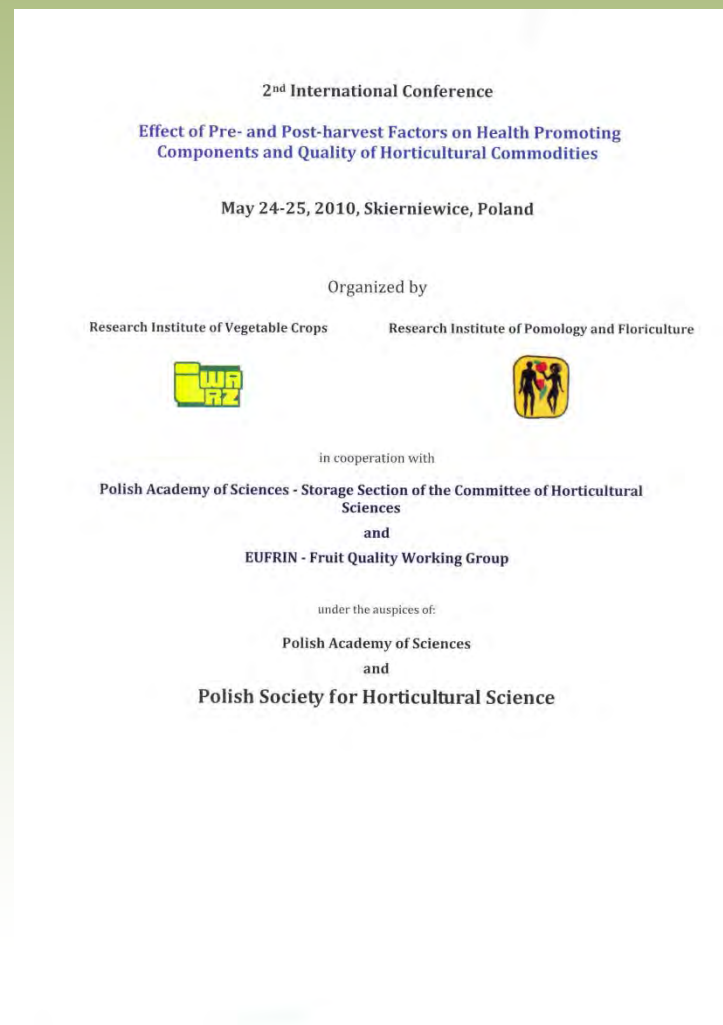 2nd International Conference
Effect of Pre- and Post-harvest Factors on Health Promoting
Components and Quality of Horticultural Commodities
May 24-25, 2010, Skierniewice, Poland
Organized by
Research Institute of Vegetable Crops
Research Institute of Pomology and Floriculture
iWA
RZ
in cooperation with
Polish Academy of Sciences - Storage Section of the Committee of Horticultural
Sciences
and
EUFRIN - Fruit Quality Working Group
under the auspices of:
Polish Academy of Sciences
and
Polish Society for Horticultural Science